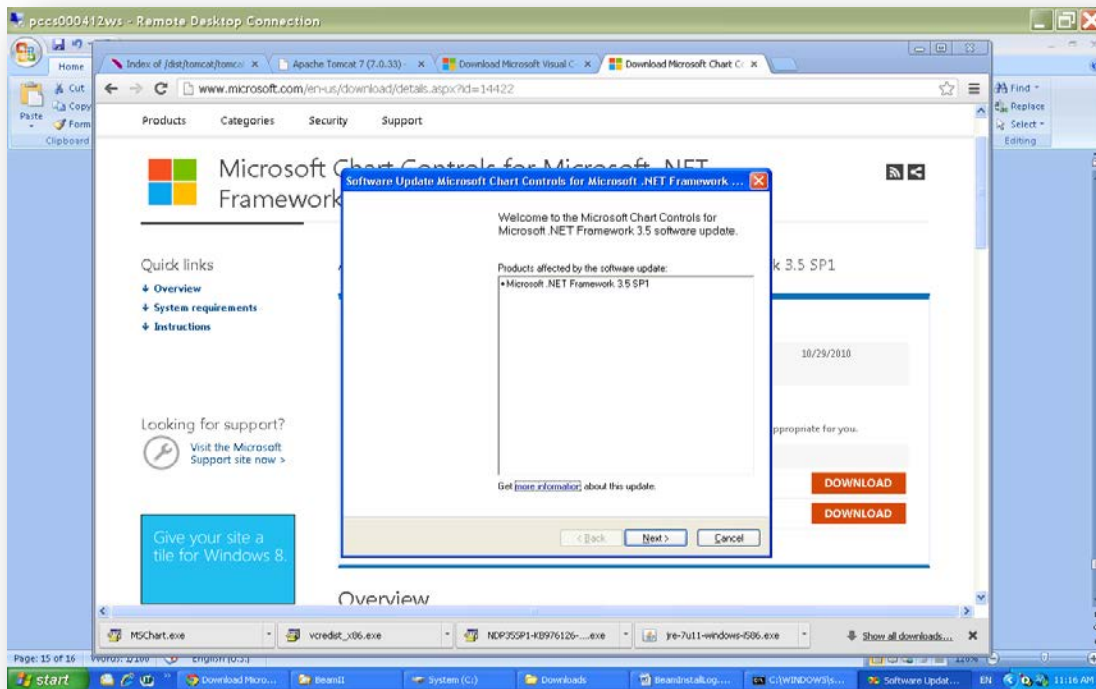 pccs000412ws - Remote Desktop Connection
Home
Cut
Copy
Form
Paste
Clipboard
Index of /dist/tomcat/tomca
Apache Tomcat 7 (7.0.33) -
Download Microsoft Visual C
Download Microsoft Chart Co
www.microsoft.com/en-us/download/details.aspx?id=14422
Find
Replace
Select
Editing
Products Categories Security Support
Microsoft Chart Controls for Microsoft .NET
Framework
Software Update Microsoft Chart Controls for Microsoft .NET Framework ...
Welcome to the Microsoft Chart Controls for
Microsoft .NET Framework 3.5 software update.
Products affected by the software update:
• Microsoft .NET Framework 3.5 SP1
Get more information about this update.
< Back
Next >
Cancel
Quick links
Overview
System requirements
Instructions
k 3.5 SP1
10/29/2010
Looking for support?
Visit the Microsoft
Support site now >
ppropriate for you.
DOWNLOAD
DOWNLOAD
Give your site a
tile for Windows 8.
Overview
MSChart.exe
vcredist_x86.exe
NDP35SP1-KB976126-....exe
jre-7u11-windows-i586.exe
Show all downloads...
Page: 15 of 16
English (U.S.)
120%
start
Download Micro...
BeamII
System (C:)
Downloads
BeamInstallLog....
C:\WINDOWS\s...
Software Updat...
EN
11:16 AM